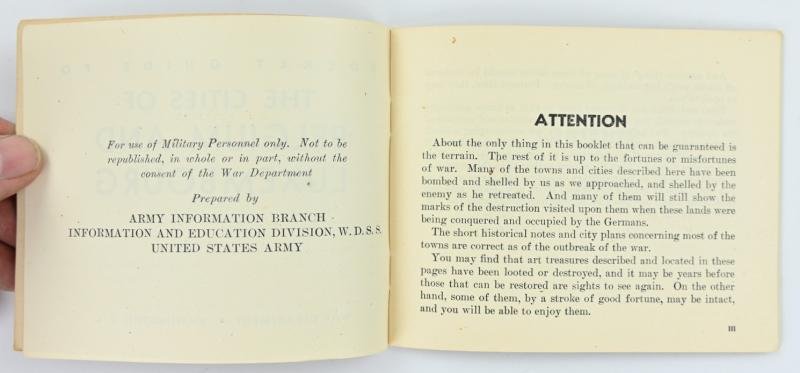 For use of Military Personnel only. Not to be
republished, in whole or in part, without the
consent of the War Department
Prepared by
ARMY INFORMATION BRANCH
INFORMATION AND EDUCATION DIVISION, W. D. S. S.
UNITED STATES ARMY
ATTENTION
About the only thing in this booklet that can be guaranteed is
the terrain. The rest of it is up to the fortunes or misfortunes
of war. Many of the towns and cities described here have been
bombed and shelled by us as we approached, and shelled by the
enemy as he retreated. And many of them will still show the
marks of the destruction visited upon them when these lands were
being conquered and occupied by the Germans.
The short historical notes and city plans concerning most of the
towns are correct as of the outbreak of the war.
You may find that art treasures described and located in these
pages have been looted or destroyed, and it may be years before
those that can be restored are sights to see again. On the other
hand, some of them, by a stroke of good fortune, may be intact,
and you will be able to enjoy them.
III